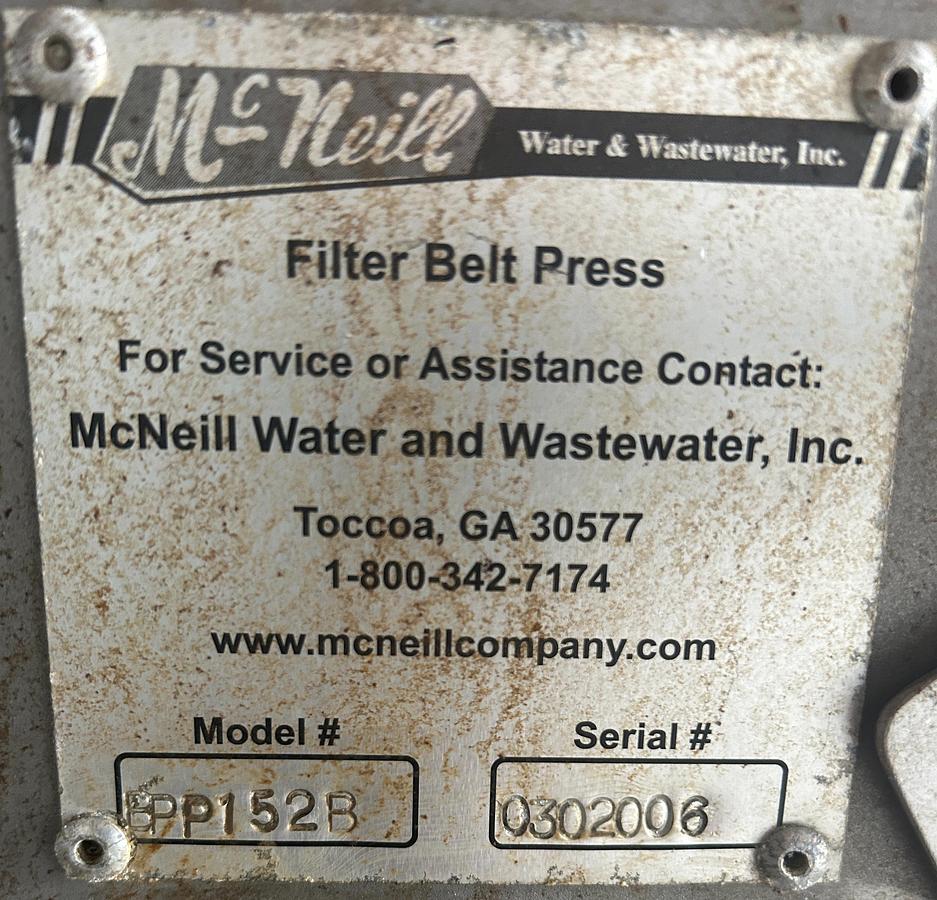 McNeill Water & Wastewater, Inc.
Filter Belt Press
For Service or Assistance Contact:
McNeill Water and Wastewater, Inc.
Toccoa, GA 30577
1-800-342-7174
www.mcneillcompany.com
Model # Serial #
0302006